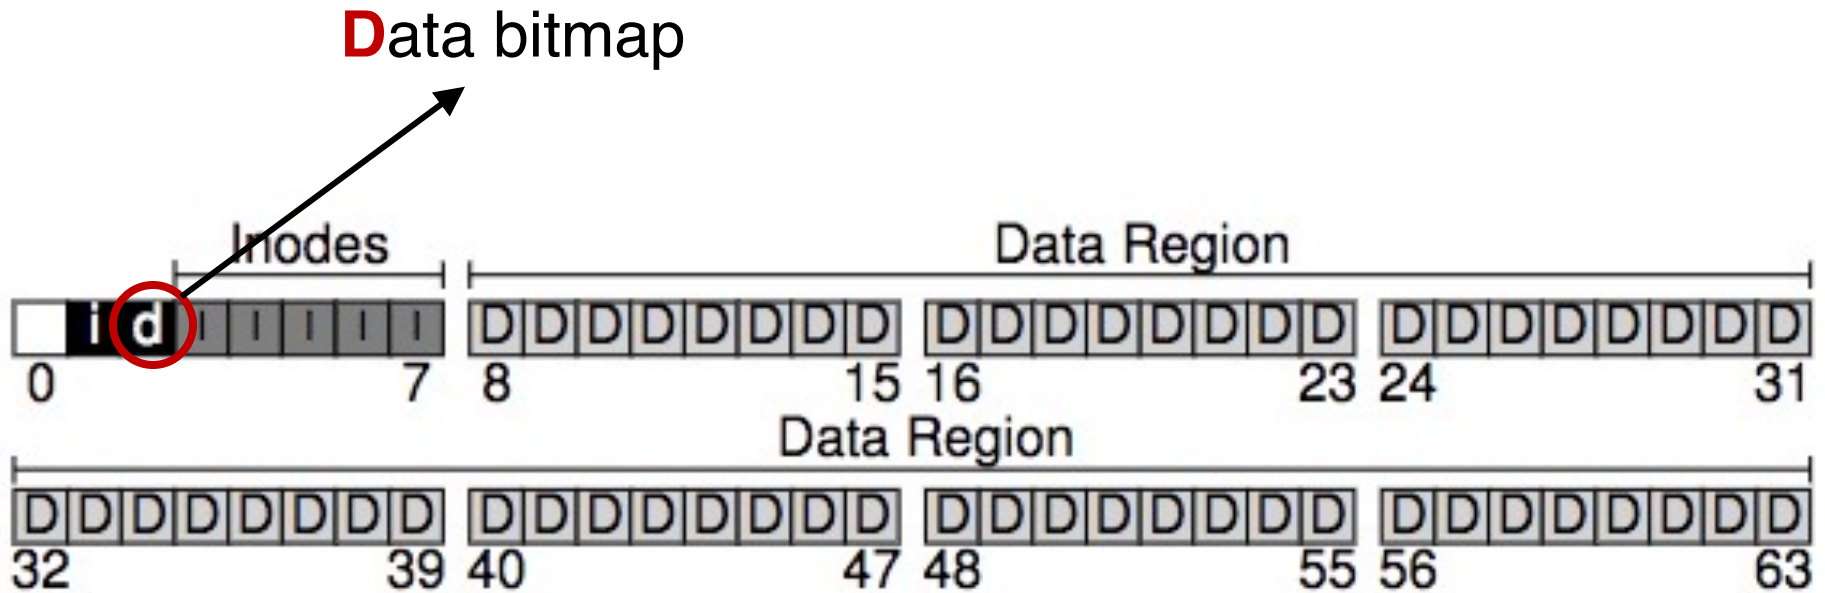 Data bitmap
Inodes Data Region
i d I I I I I D D D D D D D D D D D D D D D D D D D D D D D D
0 7 8 15 16 23 24 31
Data Region
D D D D D D D D D D D D D D D D D D D D D D D D D D D D D D D D
32 39 40 47 48 55 56 63